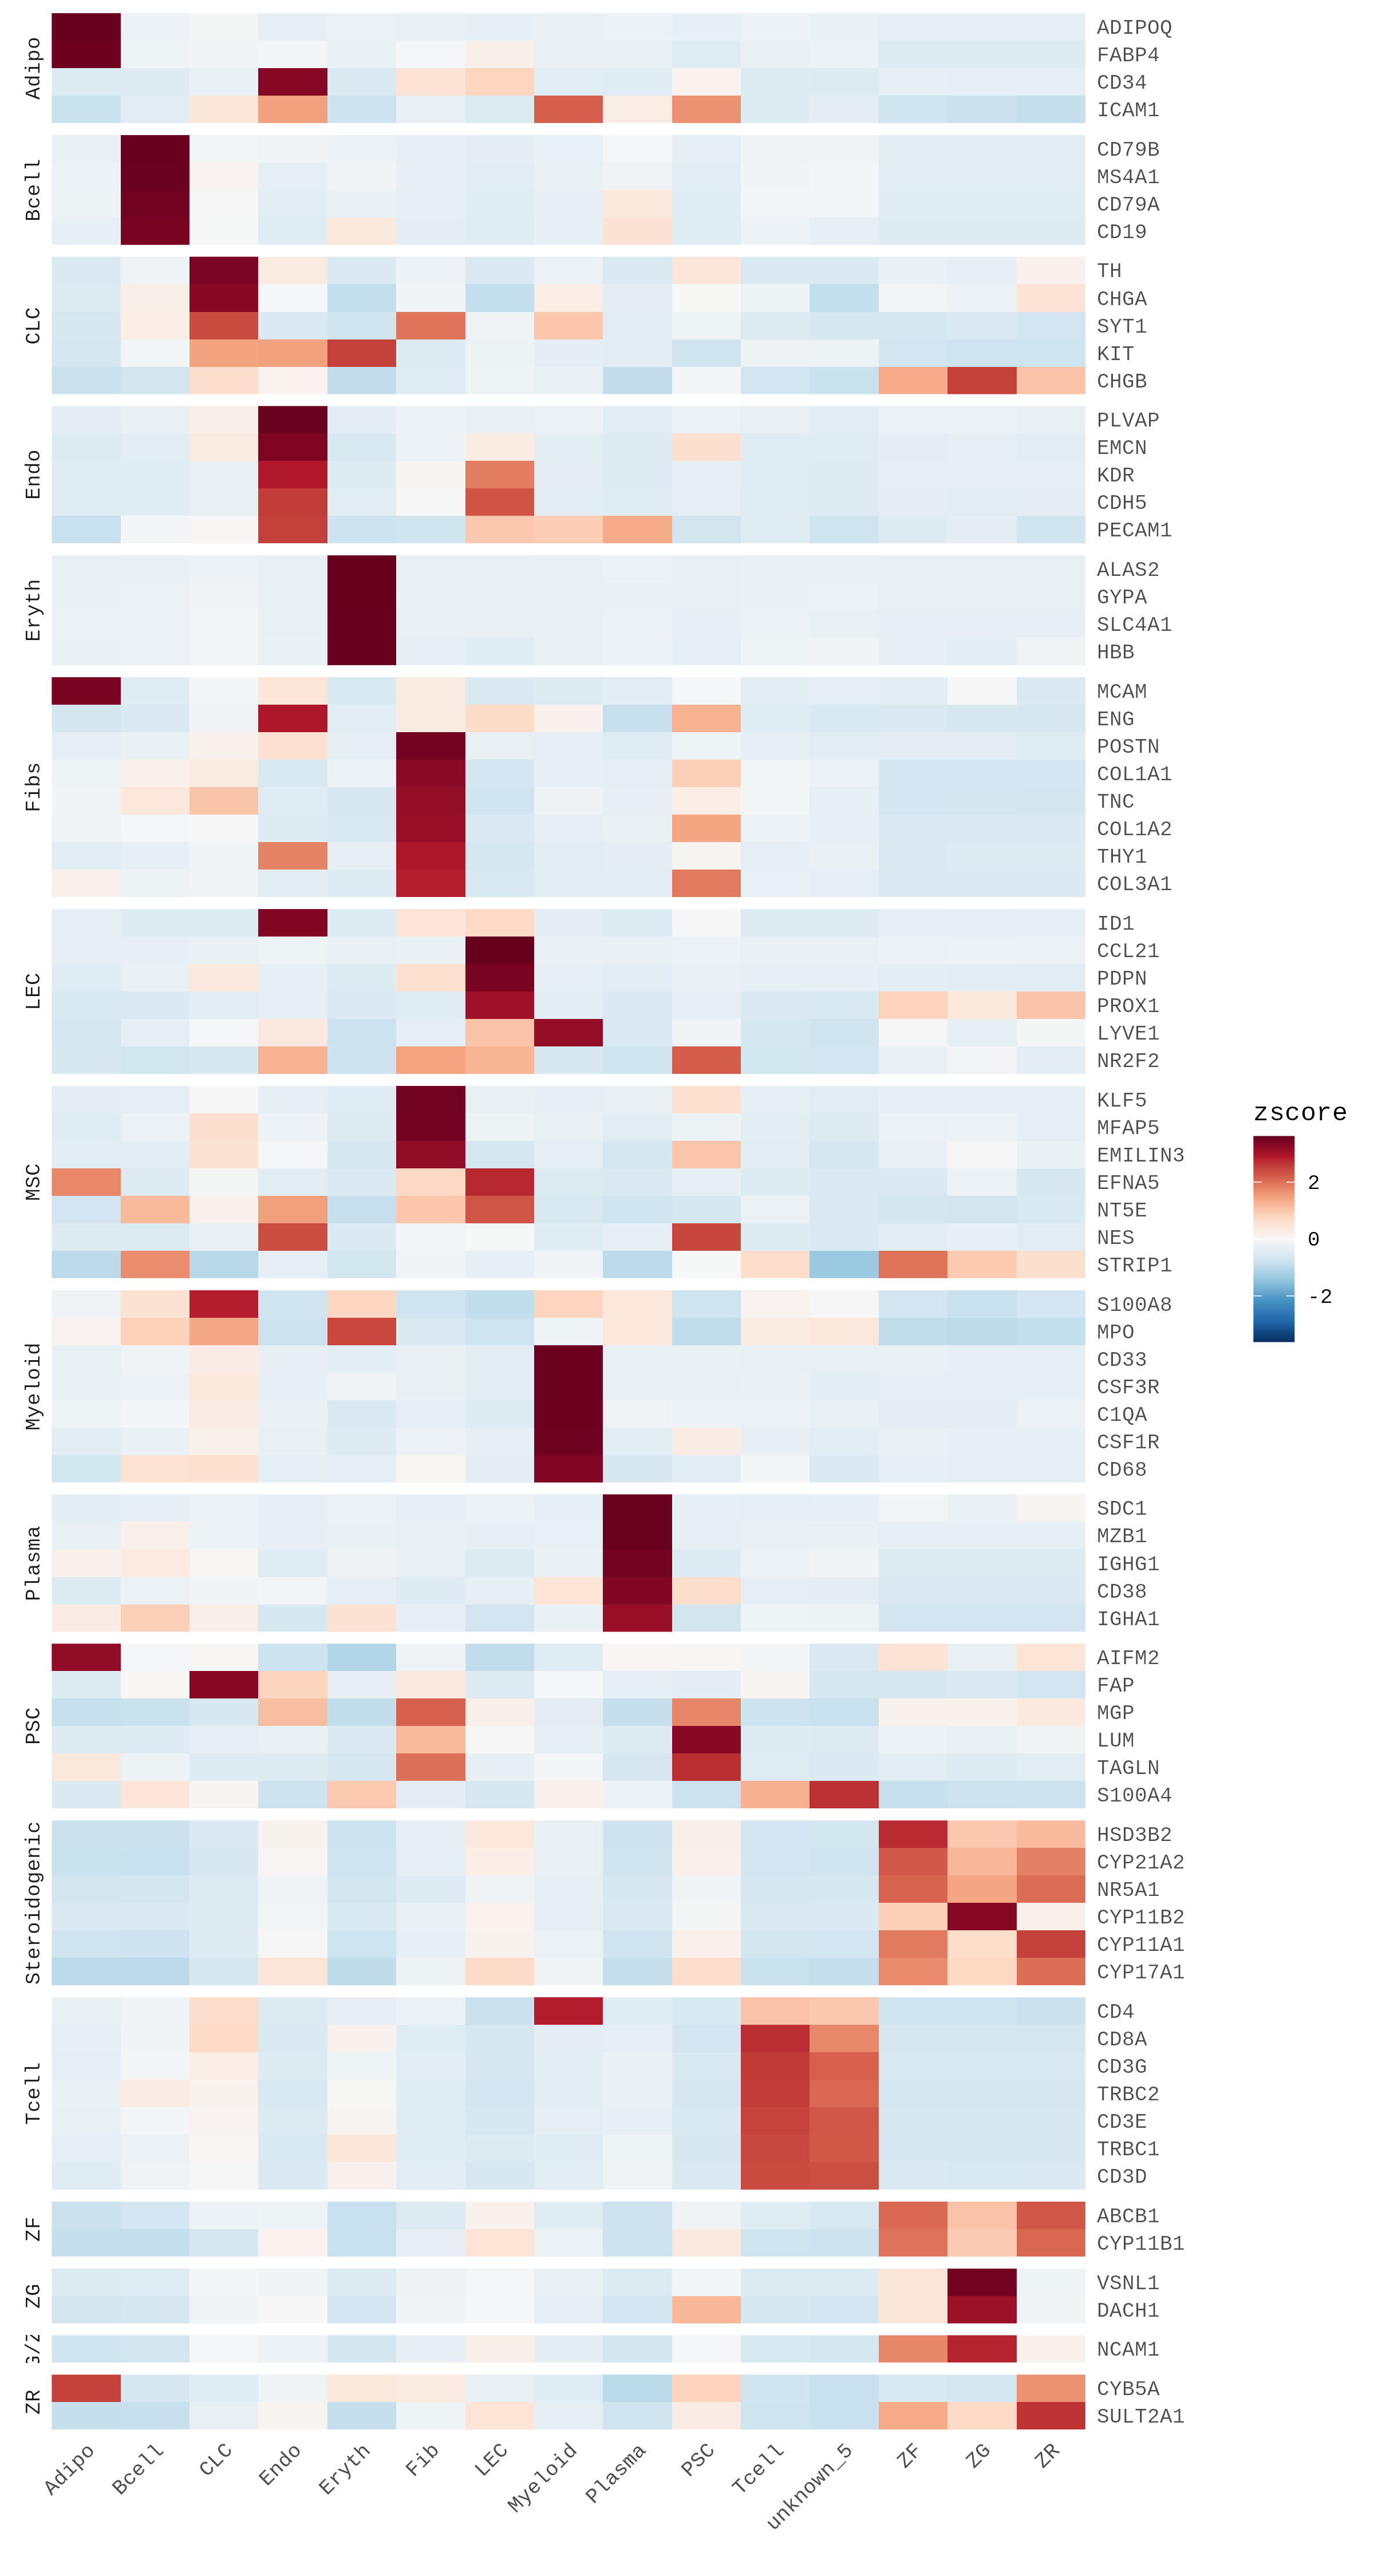 Adipo
ADIPOQ
FABP4
CD34
ICAM1
Bcell
CD79B
MS4A1
CD79A
CD19
CLC
TH
CHGA
SYT1
KIT
CHGB
Endo
PLVAP
EMCN
KDR
CDH5
PECAM1
Eryth
ALAS2
GYPA
SLC4A1
HBB
Fibs
MCAM
ENG
POSTN
COL1A1
TNC
COL1A2
THY1
COL3A1
LEC
ID1
CCL21
PDPN
PROX1
LYVE1
NR2F2
MSC
KLF5
MFAP5
EMILIN3
EFNA5
NT5E
NES
STRIP1
Myeloid
S100A8
MPO
CD33
CSF3R
C1QA
CSF1R
CD68
Plasma
SDC1
MZB1
IGHG1
CD38
IGHA1
PSC
AIFM2
FAP
MGP
LUM
TAGLN
S100A4
Steroidogenic
HSD3B2
CYP21A2
NR5A1
CYP11B2
CYP11A1
CYP17A1
Tcell
CD4
CD8A
CD3G
TRBC2
CD3E
TRBC1
CD3D
ZF
ABCB1
CYP11B1
ZG
VSNL1
DACH1
NCAM1
ZR
CYB5A
SULT2A1
Adipo Bcell CLC Endo Eryth Fib LEC Myeloid Plasma PSC Tcell unknown_5 ZF ZG ZR
zscore
2
0
-2